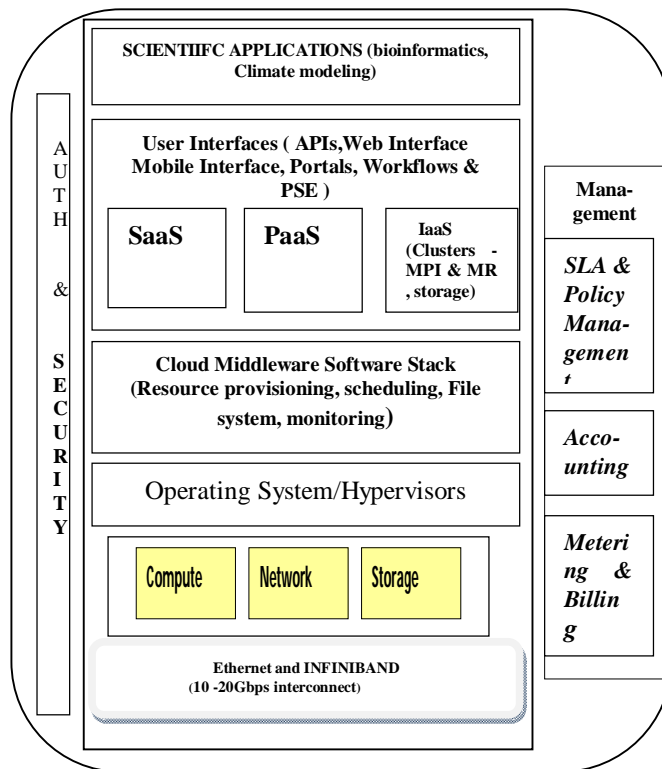 SCIENTIIFC APPLICATIONS (bioinformatics,
Climate modeling)
A
UTH
&
S
E
C
U
R
I
T
Y
User Interfaces ( APIs,Web Interface
Mobile Interface, Portals, Workflows &
PSE )
SaaS
PaaS
IaaS
(Clusters -
MPI & MR
, storage)
Cloud Middleware Software Stack
(Resource provisioning, scheduling, File
system, monitoring)
Operating System/Hypervisors
Compute
Network
Storage
Ethernet and INFINIBAND
(10 -20Gbps interconnect)
Mana-
gement
SLA &
Policy
Mana-
gemen
t
Acco-
unting
Meteri
ng &
Billin
g